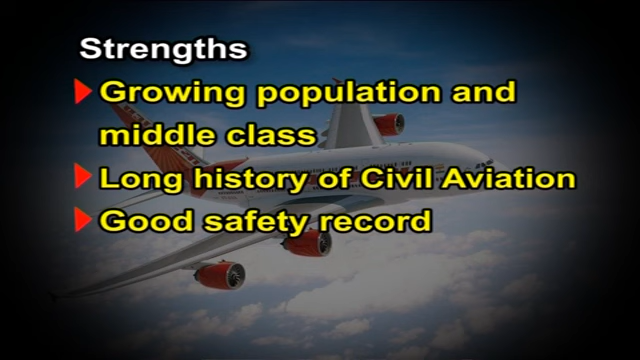 Strengths
Growing population and
middle class
Long history of Civil Aviation
Good safety record